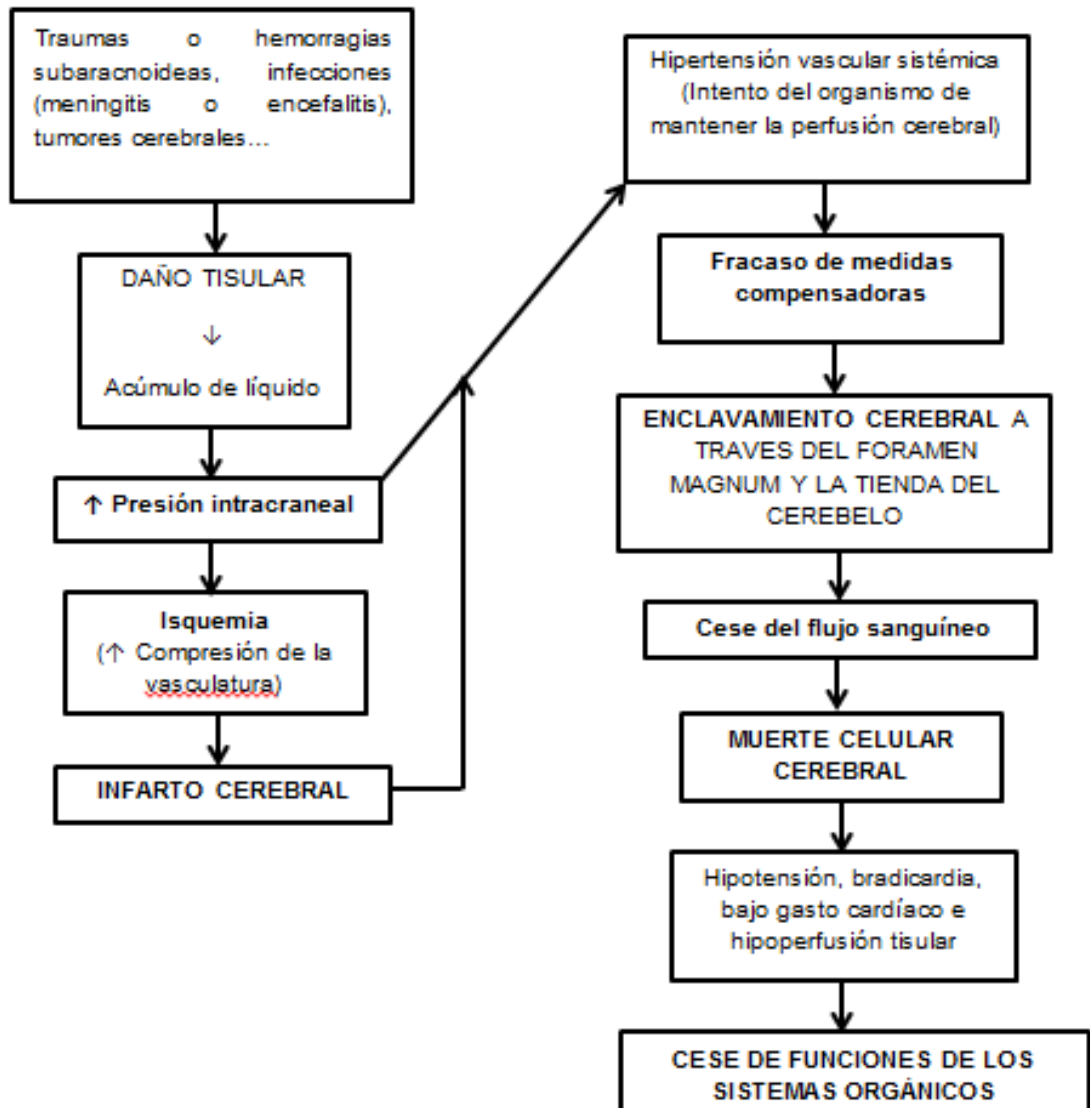 Traumas o hemorragias
subaracnoideas, infecciones
(meningitis o encefalitis),
tumores cerebrales...
DAÑO TISULAR
↓
Acúmulo de líquido
↑ Presión intracraneal
Isquemia
(↑ Compresión de la
vasculatura)
INFARTO CEREBRAL
Hipertensión vascular sistémica
(Intento del organismo de
mantener la perfusión cerebral)
Fracaso de medidas
compensadoras
ENCLAVAMIENTO CEREBRAL A
TRAVES DEL FORAMEN
MAGNUM Y LA TIENDA DEL
CEREBELO
Cese del flujo sanguíneo
MUERTE CELULAR
CEREBRAL
Hipotensión, bradicardia,
bajo gasto cardíaco e
hipoperfusión tisular
CESE DE FUNCIONES DE LOS
SISTEMAS ORGÁNICOS